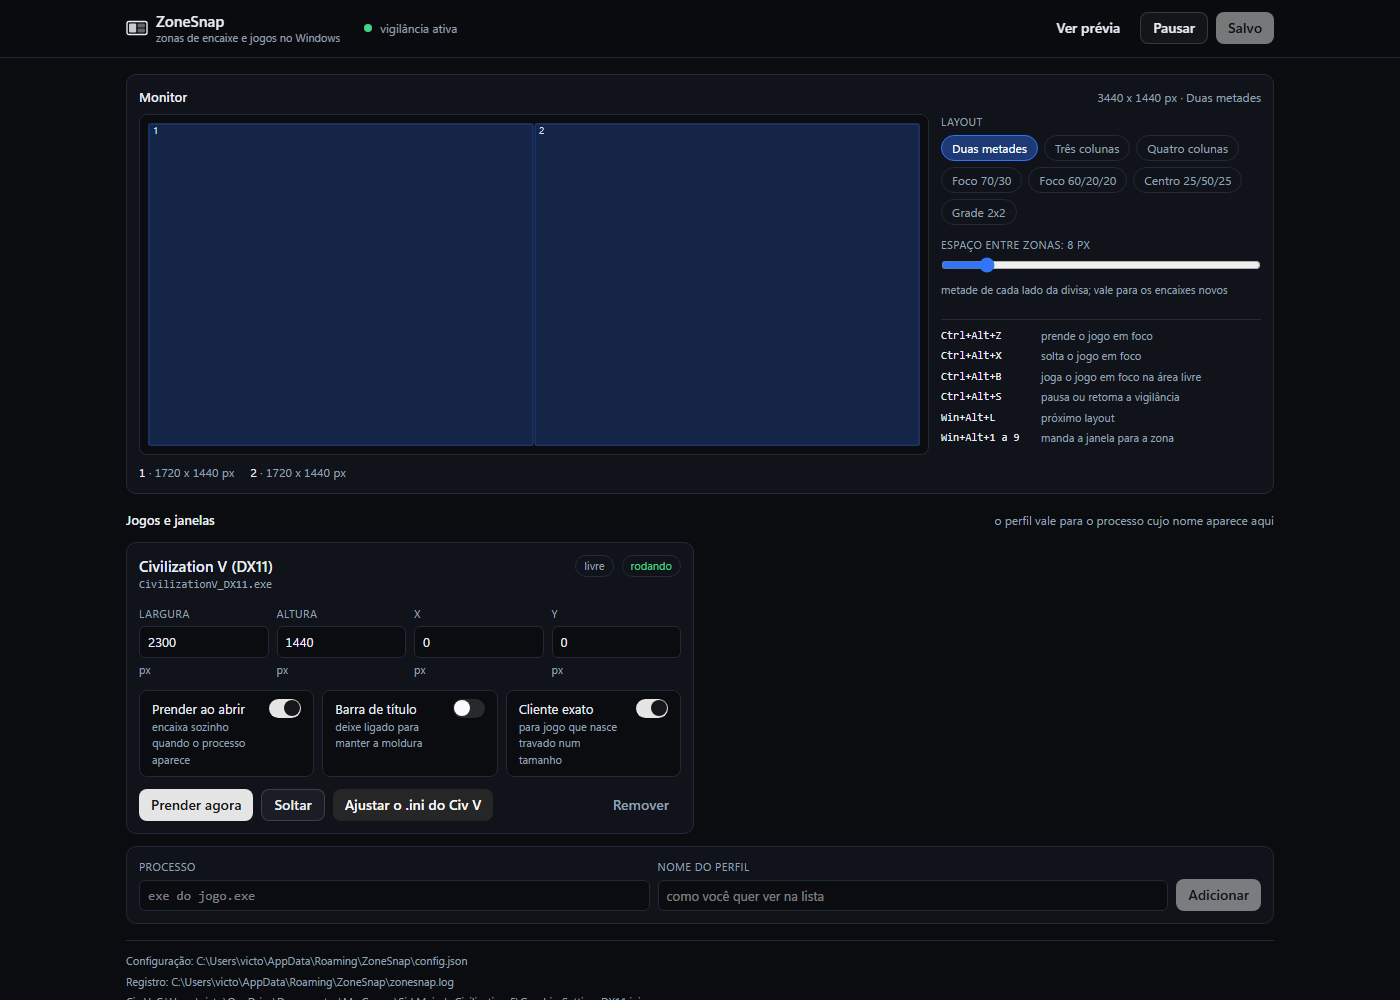 ZoneSnap
zonas de encaixe e jogos no Windows
vigilância ativa
Ver prévia
Pausar
Salvo
Monitor
3440 x 1440 px · Duas metades
1
2
1 · 1720 x 1440 px
2 · 1720 x 1440 px
LAYOUT
Duas metades
Três colunas
Quatro colunas
Foco 70/30
Foco 60/20/20
Centro 25/50/25
Grade 2x2
ESPAÇO ENTRE ZONAS: 8 PX
metade de cada lado da divisa; vale para os encaixes novos
Ctrl+Alt+Z prende o jogo em foco
Ctrl+Alt+X solta o jogo em foco
Ctrl+Alt+B joga o jogo em foco na área livre
Ctrl+Alt+S pausa ou retoma a vigilância
Win+Alt+L próximo layout
Win+Alt+1 a 9 manda a janela para a zona
Jogos e janelas
o perfil vale para o processo cujo nome aparece aqui
Civilization V (DX11)
CivilizationV_DX11.exe
livre
rodando
LARGURA
ALTURA
X
Y
2300
1440
0
0
px
px
px
px
Prender ao abrir
encaixa sozinho
quando o processo
aparece
Barra de título
deixe ligado para
manter a moldura
Cliente exato
para jogo que nasce
travado num
tamanho
Prender agora
Soltar
Ajustar o .ini do Civ V
Remover
PROCESSO
exe do jogo.exe
NOME DO PERFIL
como você quer ver na lista
Adicionar
Configuração: C:\Users\victo\AppData\Roaming\ZoneSnap\config.json
Registro: C:\Users\victo\AppData\Roaming\ZoneSnap\zonesnap.log